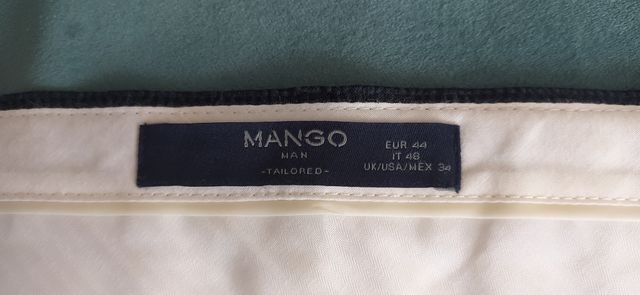 MANGO
MAN
-TAILORED-
EUR 44
IT 48
UK/USA/MEX 34